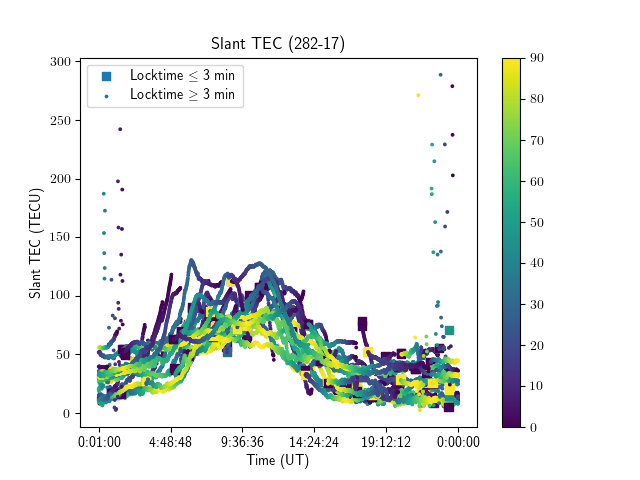 Slant TEC (282-17)
Locktime ≤ 3 min
Locktime ≥ 3 min
Slant TEC (TECU)
300
250
200
150
100
50
0
0:01:00 4:48:48 9:36:36 14:24:24 19:12:12 0:00:00
Time (UT)
90
80
70
60
50
40
30
20
10
0